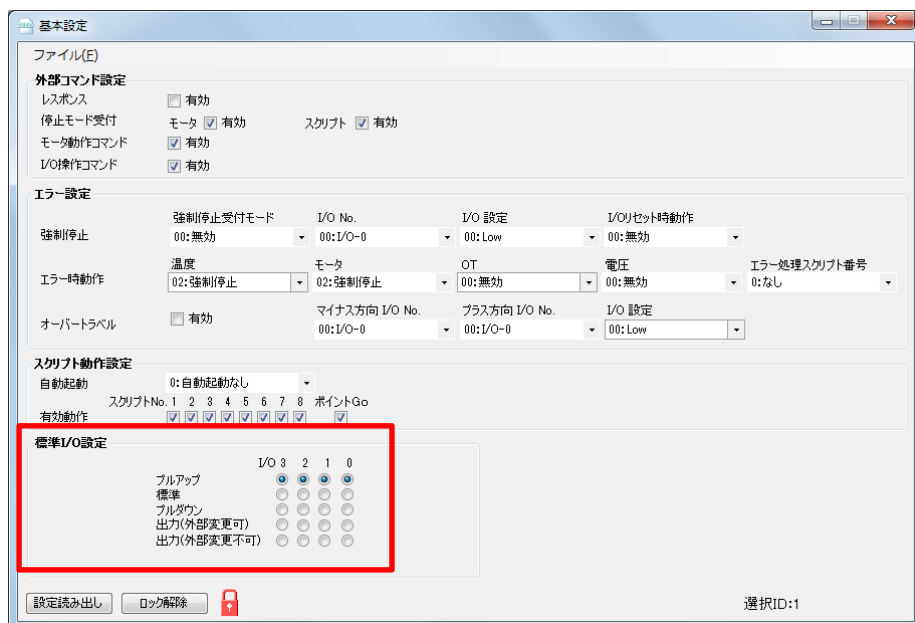 基本設定
ファイル(F)
外部コマンド設定
レスポンス 有効
停止モード受付 モータ 有効 スクリプト 有効
モータ動作コマンド 有効
I/O操作コマンド 有効
エラー設定
強制停止受付モード I/O No. I/O 設定 I/Oリセット時動作
強制停止 00:無効 00:I/O-0 00:Low 00:無効
温度 モータ OT 電圧 エラー処理スクリプト番号
エラー時動作 02:強制停止 02:強制停止 00:無効 00:無効 0:なし
マイナス方向 I/O No. プラス方向 I/O No. I/O 設定
オーバートラベル 有効 00:I/O-0 00:I/O-0 00:Low
スクリプト動作設定
自動起動 0:自動起動なし
スクリプトNo. 1 2 3 4 5 6 7 8 ポイントGo
有効動作
標準I/O設定
I/O 3 2 1 0
プルアップ
標準
プルダウン
出力(外部変更可)
出力(外部変更不可)
設定読み出し ロック解除 選択ID:1